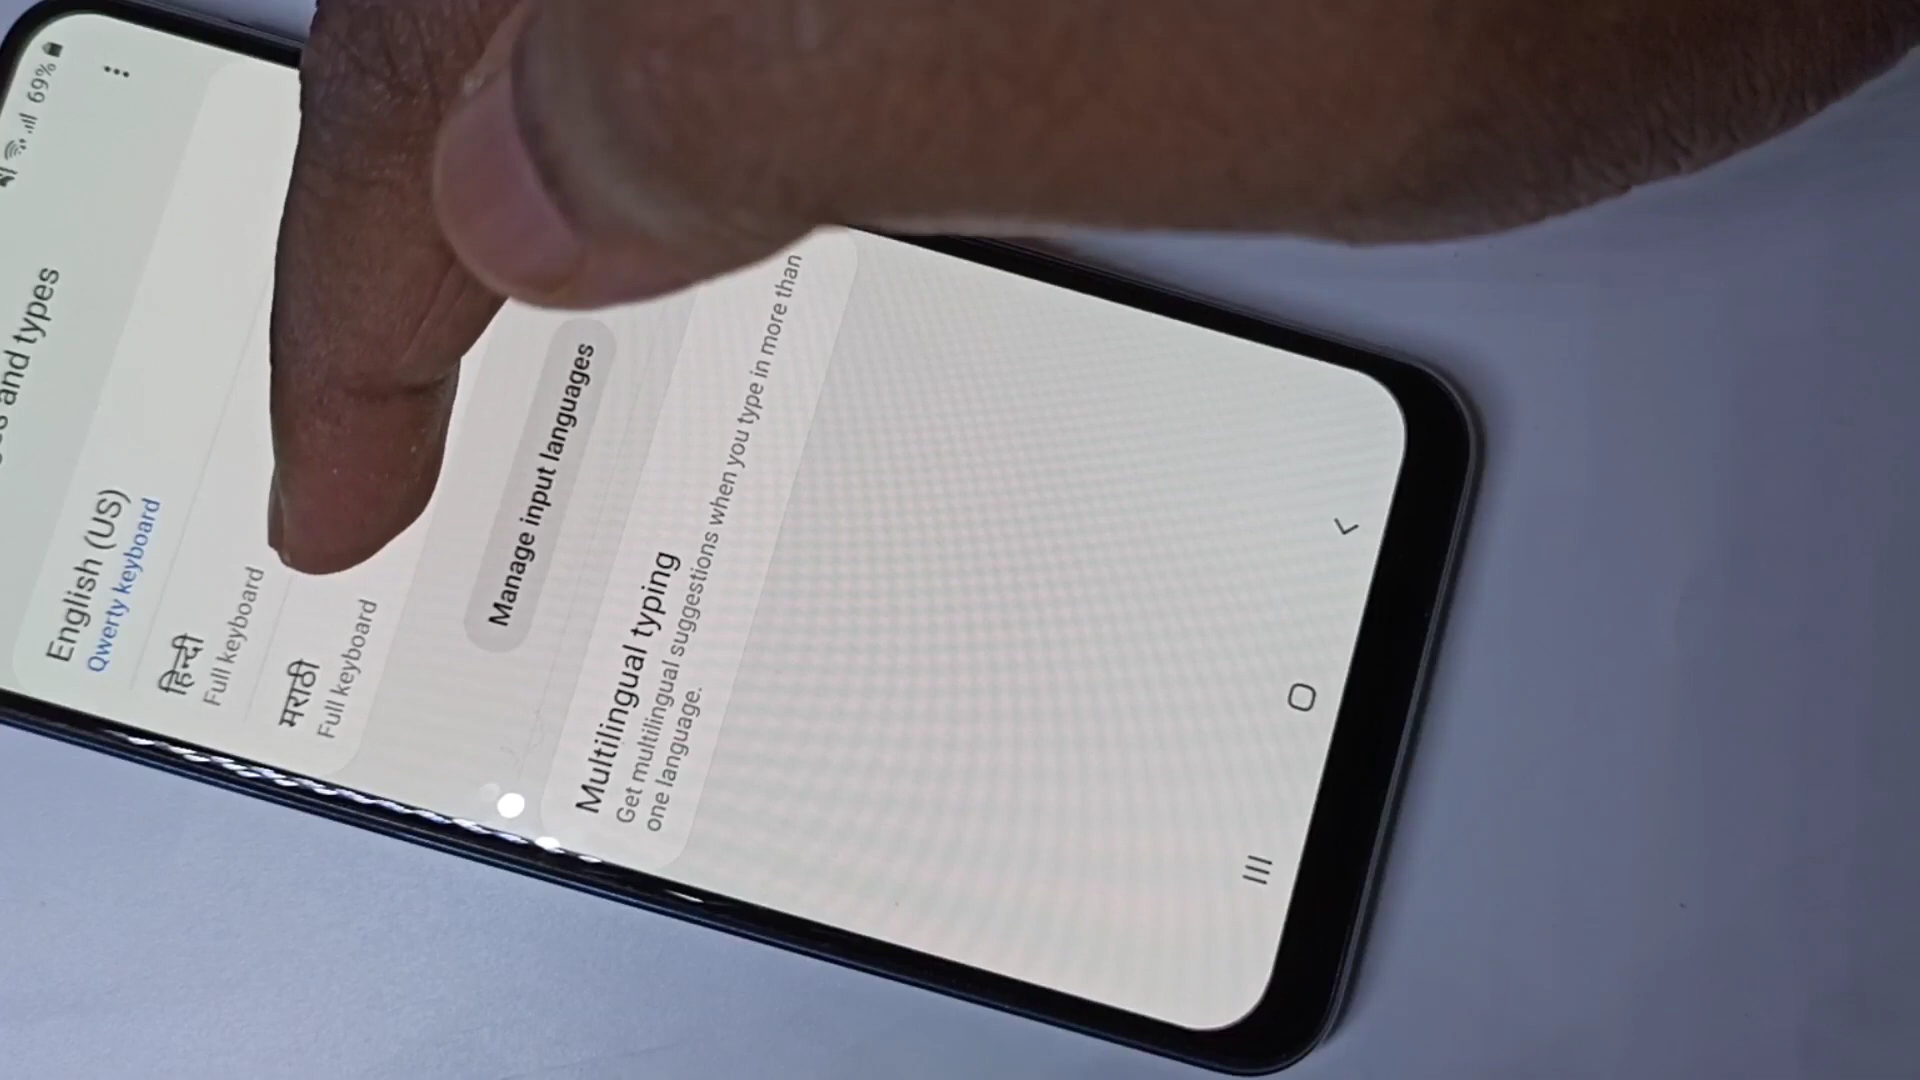 69%
and types
English (US)
Qwerty keyboard
हिन्दी
Full keyboard
मराठी
Full keyboard
Manage input languages
Multilingual typing
Get multilingual suggestions when you type in more than
one language.